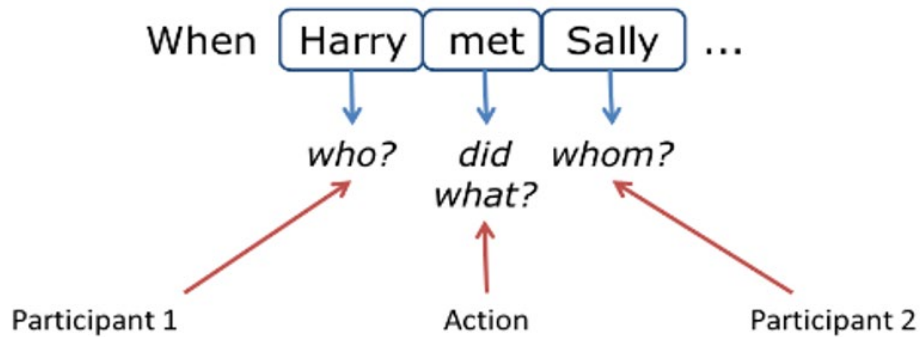 When Harry met Sally ...
who? did whom?
what?
Participant 1 Action Participant 2